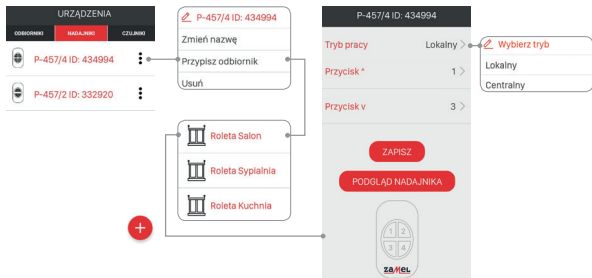 URZĄDZENIA
ODBIORNIKI NADAJNIKI CZUJNIKI
P-457/4 ID: 434994
P-457/2 ID: 332920
+
P-457/4 ID: 434994
Zmień nazwę
Przypisz odbiornik
Usuń
Roleta Salon
Roleta Sypialnia
Roleta Kuchnia
P-457/4 ID: 434994
Tryb pracy Lokalny >
Przycisk ^ 1 >
Przycisk v 3 >
ZAPISZ
PODGLĄD NADAJNIKA
1 2
3 4
ZAMEL
Wybierz tryb
Lokalny
Centralny